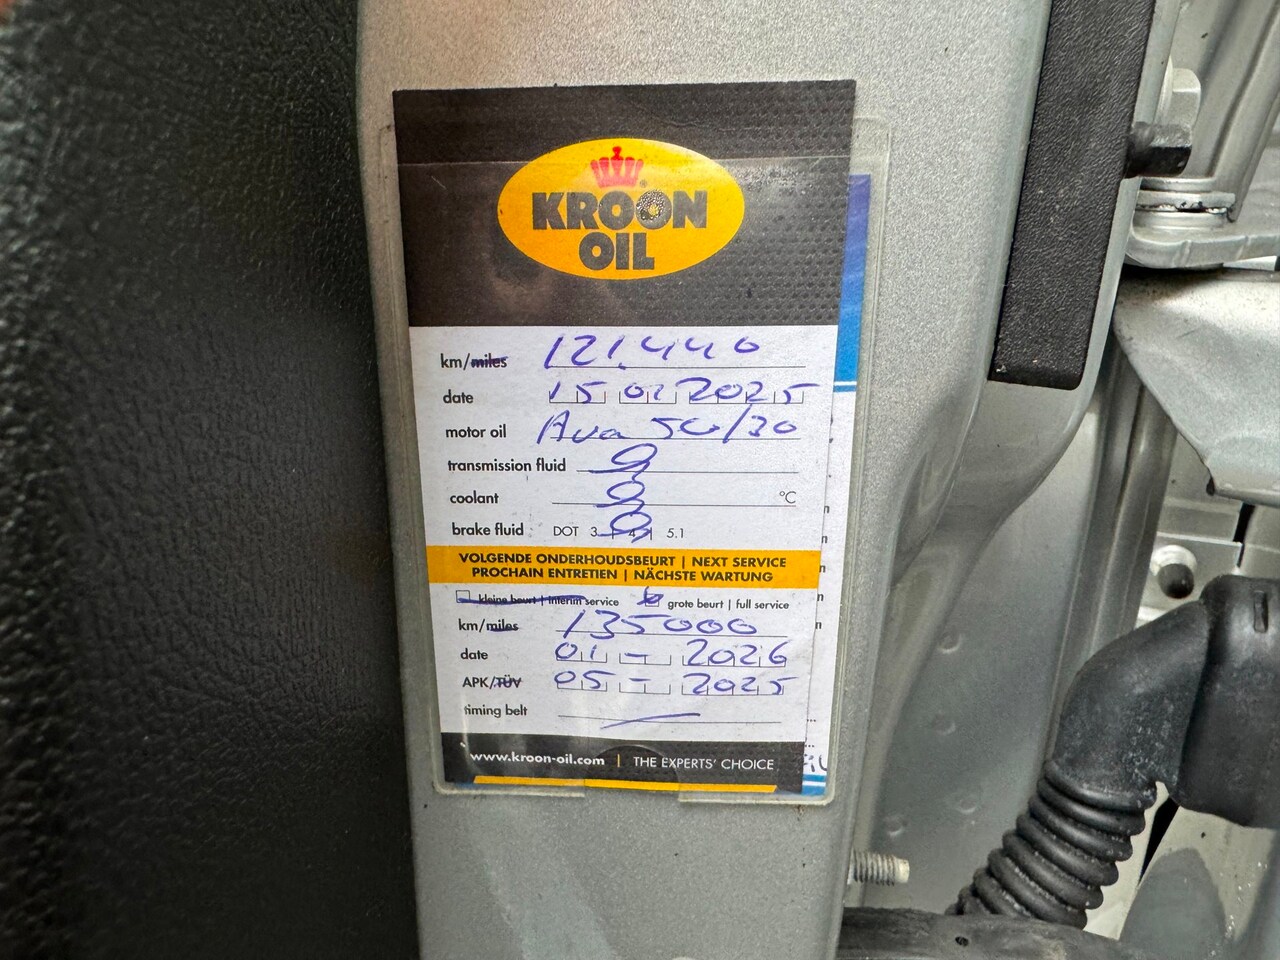 KROON
OIL
km/miles 121.440
date 15 01 2025
motor oil Ava 50/30
transmission fluid
coantlant °C
brake fluid DOT 3 | 4 | 5.1
VOLGENDE ONDERHOUDSBEURT | NEXT SERVICE
PROCHAIN ENTRETIEN | NÄCHSTE WARTUNG
kleine beurt | interim service grote beurt | full service
km/miles 135000
date 01 - 2026
APK/TÜV 05 - 2025
timing belt
www.kroon-oil.com | THE EXPERTS' CHOICE